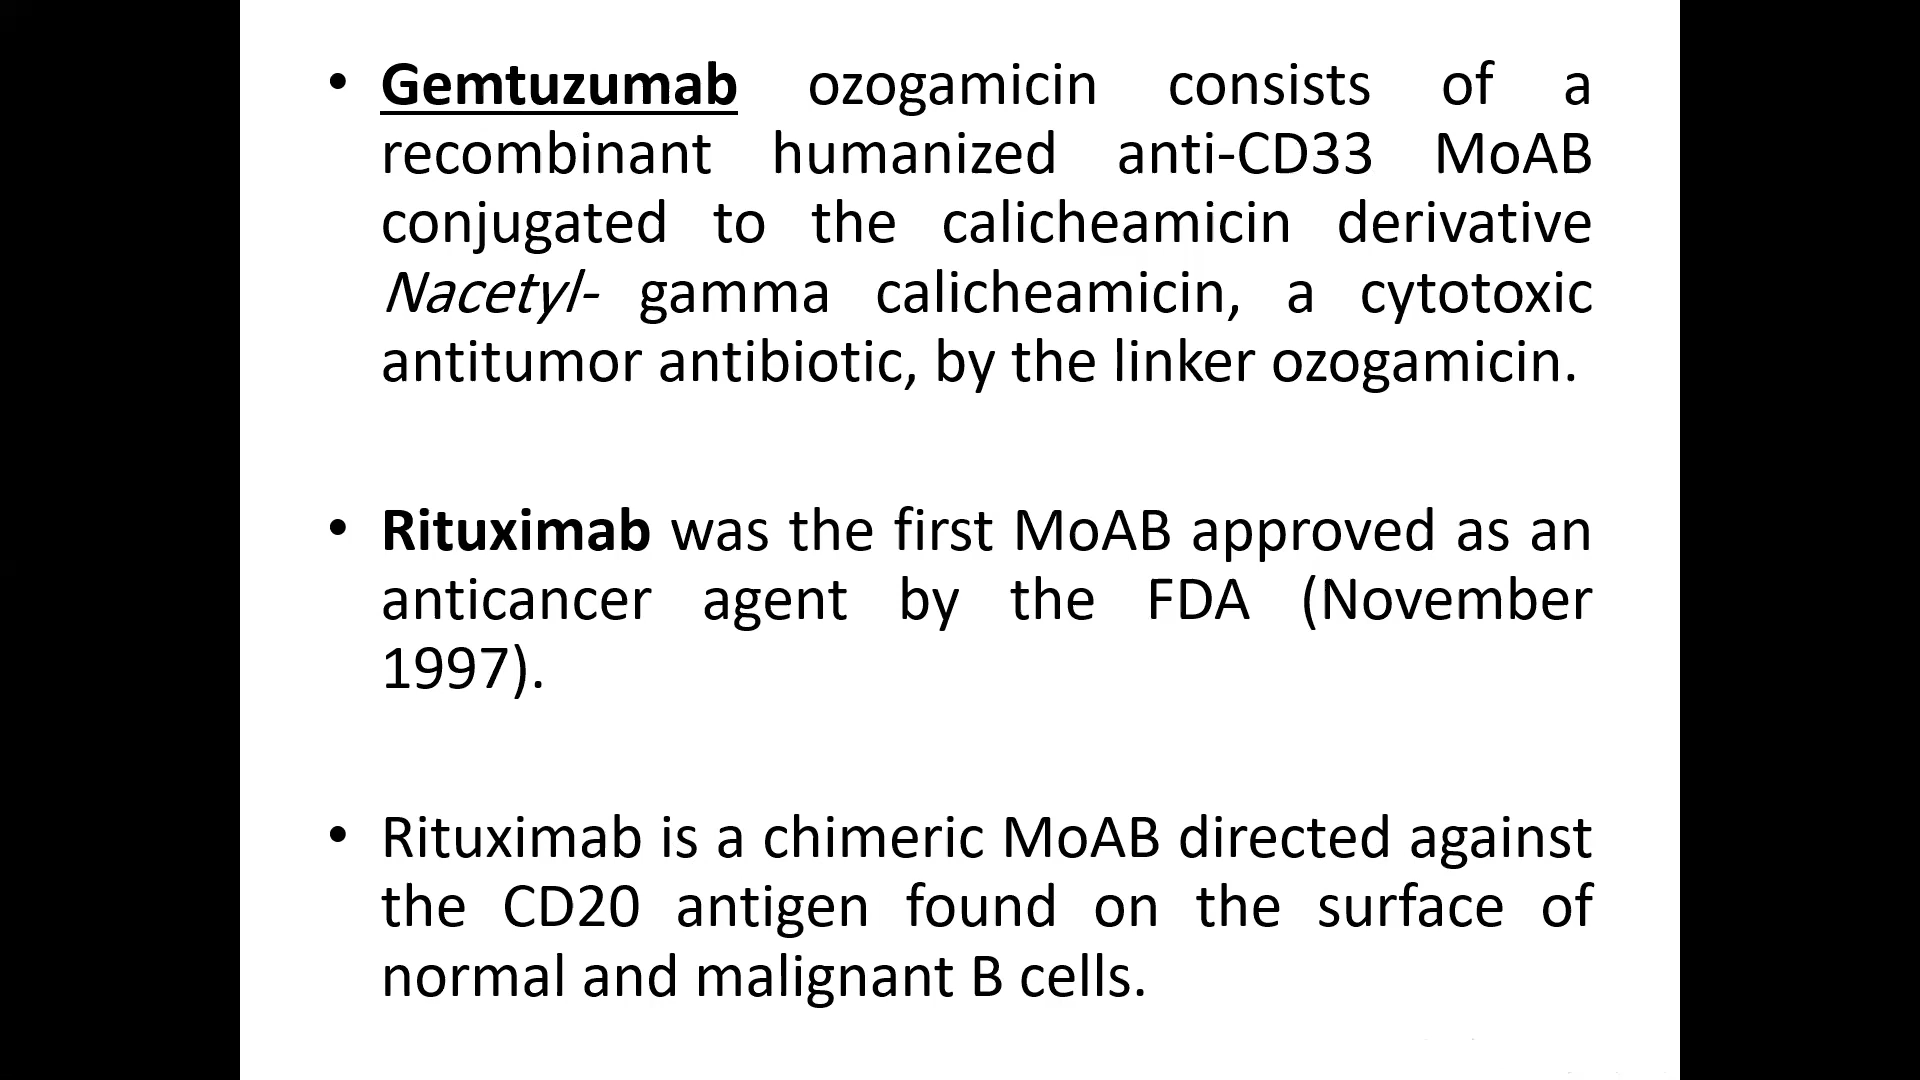 • Gemtuzumab ozogamicin consists of a
recombinant humanized anti-CD33 MoAB
conjugated to the calicheamicin derivative
Nacetyl- gamma calicheamicin, a cytotoxic
antitumor antibiotic, by the linker ozogamicin.
• Rituximab was the first MoAB approved as an
anticancer agent by the FDA (November
1997).
• Rituximab is a chimeric MoAB directed against
the CD20 antigen found on the surface of
normal and malignant B cells.